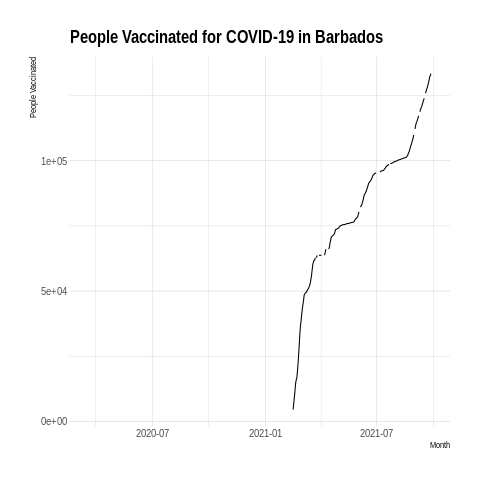 People Vaccinated for COVID-19 in Barbados
People Vaccinated
1e+05
5e+04
0e+00
2020-07 2021-01 2021-07
Month